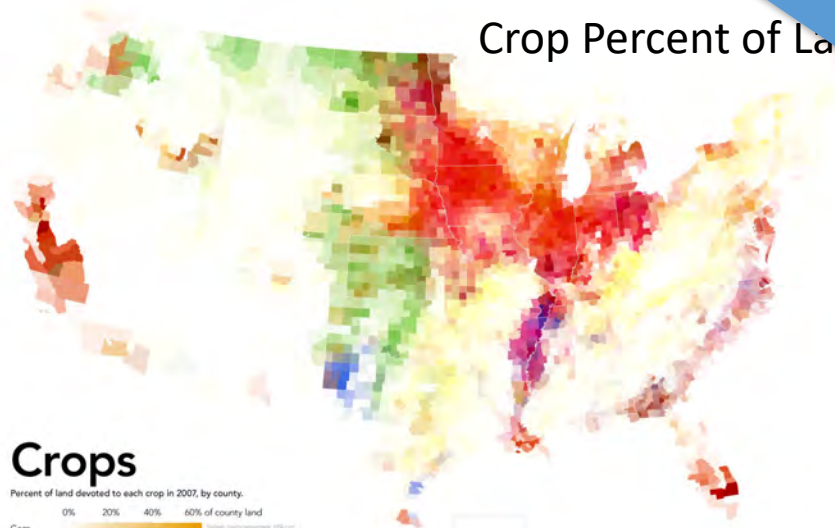 Crop Percent of La
Crops
Percent of land devoted to each crop in 2007, by county.
0% 20% 40% 60% of county land